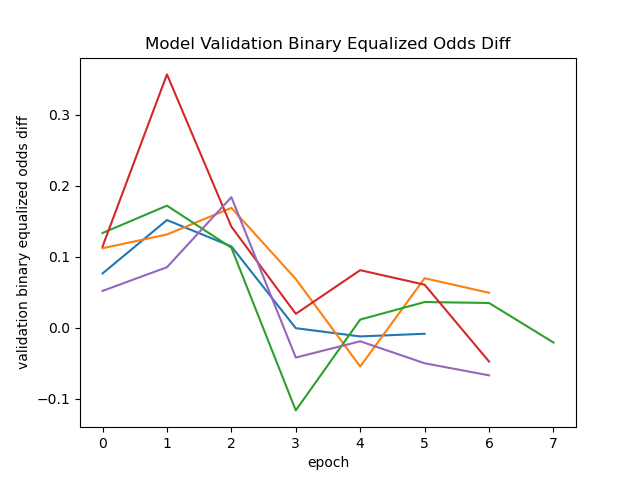 Model Validation Binary Equalized Odds Diff
validation binary equalized odds diff
0.3
0.2
0.1
0.0
−0.1
0 1 2 3 4 5 6 7
epoch